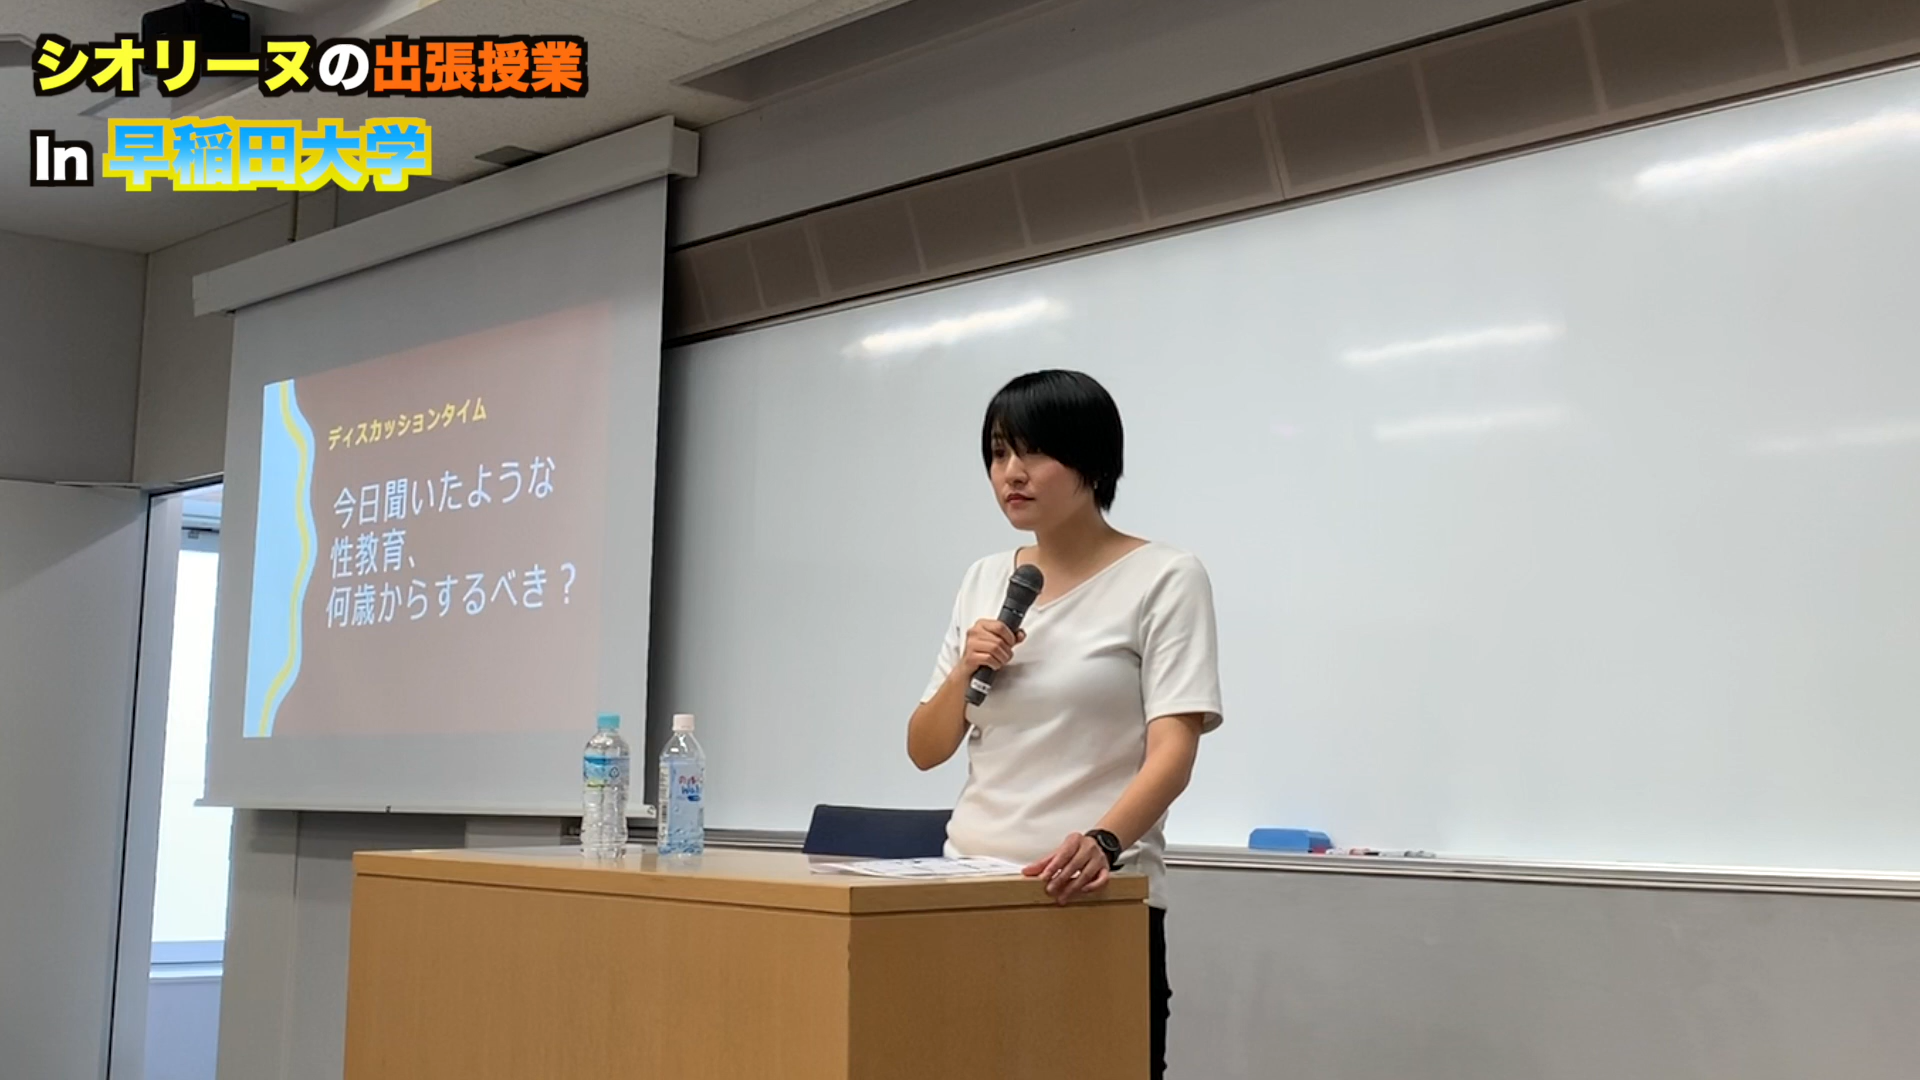 シオリーヌの出張授業
In 早稲田大学
ディスカッションタイム
今日聞いたような
性教育、
何歳からするべき？